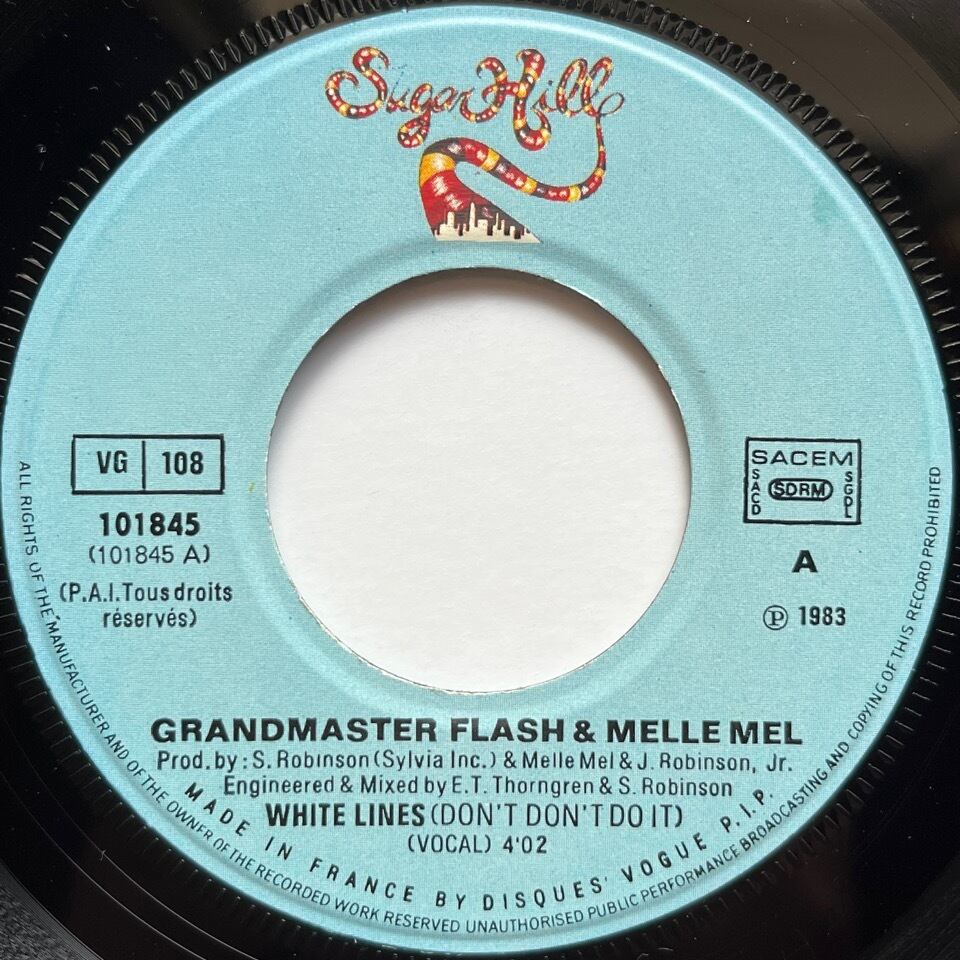 Sugar Hill
VG 108
101845
(101845 A)
(P.A.I. Tous droits
réservés)
SACEM
SACD
SDRM
SGDL
A
Ⓟ 1983
GRANDMASTER FLASH & MELLE MEL
Prod. by : S. Robinson (Sylvia Inc.) & Melle Mel & J. Robinson, Jr.
Engineered & Mixed by E.T. Thorngren & S. Robinson
WHITE LINES (DON'T DON'T DO IT)
(VOCAL) 4'02
MADE IN FRANCE BY DISQUES' VOGUE P.I.P.
ALL RIGHTS OF THE MANUFACTURER AND OF THE OWNER OF THE RECORDED WORK RESERVED UNAUTHORISED PUBLIC PERFORMANCE BROADCASTING AND COPYING OF THIS RECORD PROHIBITED